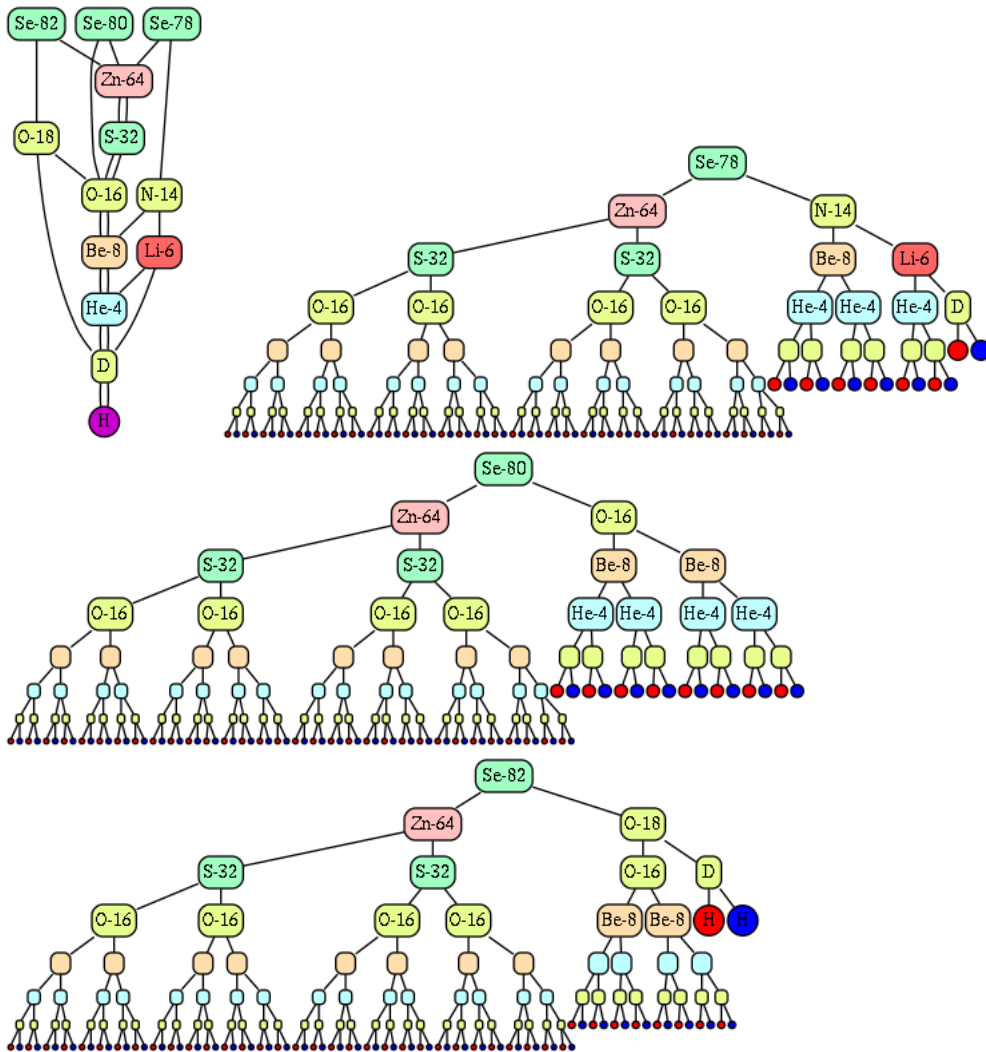 Se-82 Se-80 Se-78
Zn-64
O-18 S-32
O-16 N-14
Be-8 Li-6
He-4
D
H
Se-78
Zn-64 N-14
S-32 S-32 Be-8 Li-6
O-16 O-16 O-16 O-16 He-4 He-4 He-4 D
Se-80
Zn-64 O-16
S-32 S-32 Be-8 Be-8
O-16 O-16 O-16 O-16 He-4 He-4 He-4 He-4
Se-82
Zn-64 O-18
S-32 S-32 O-16 D
O-16 O-16 O-16 O-16 Be-8 Be-8 H H